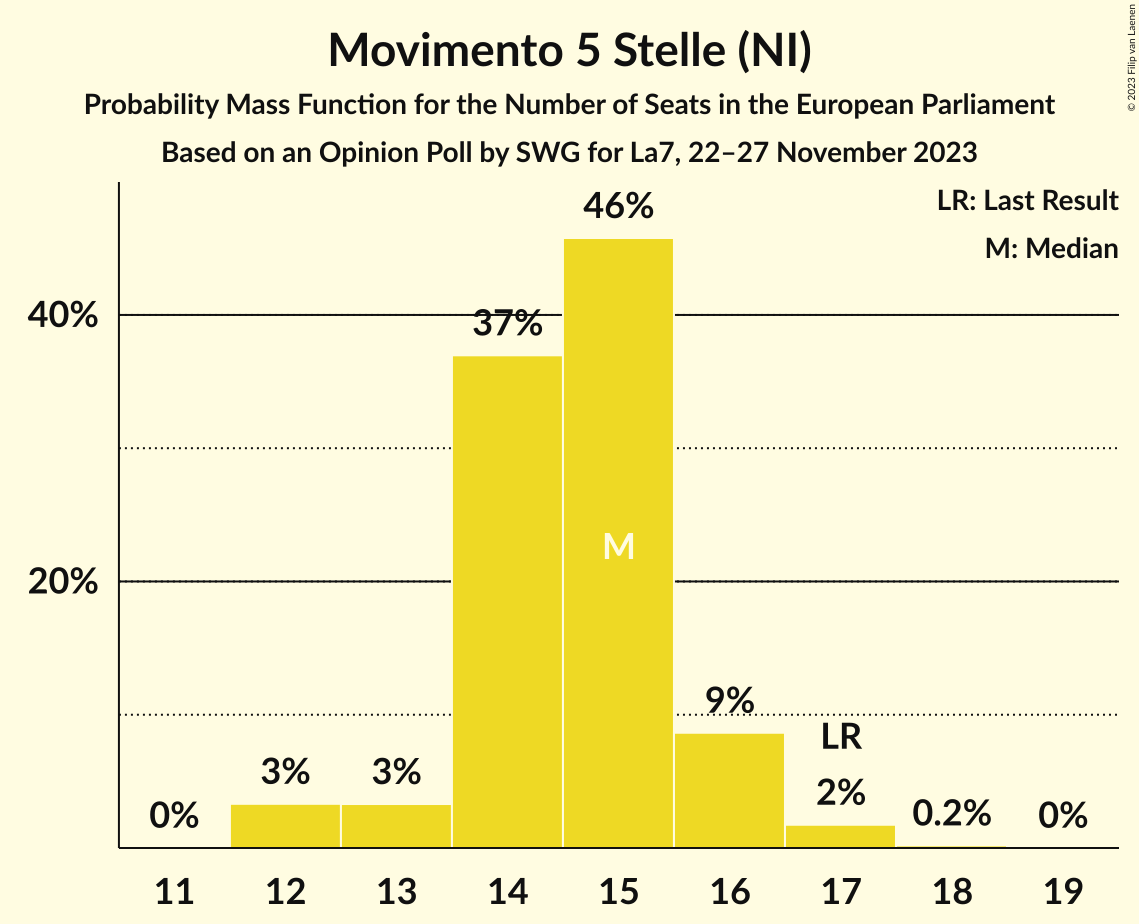 Movimento 5 Stelle (NI)
Probability Mass Function for the Number of Seats in the European Parliament
Based on an Opinion Poll by SWG for La7, 22–27 November 2023
© 2023 Filip van Laenen
LR: Last Result
M: Median
46%
40%
37%
M
20%
9%
LR
3%
3%
2%
0%
0.2%
0%
11 12 13 14 15 16 17 18 19